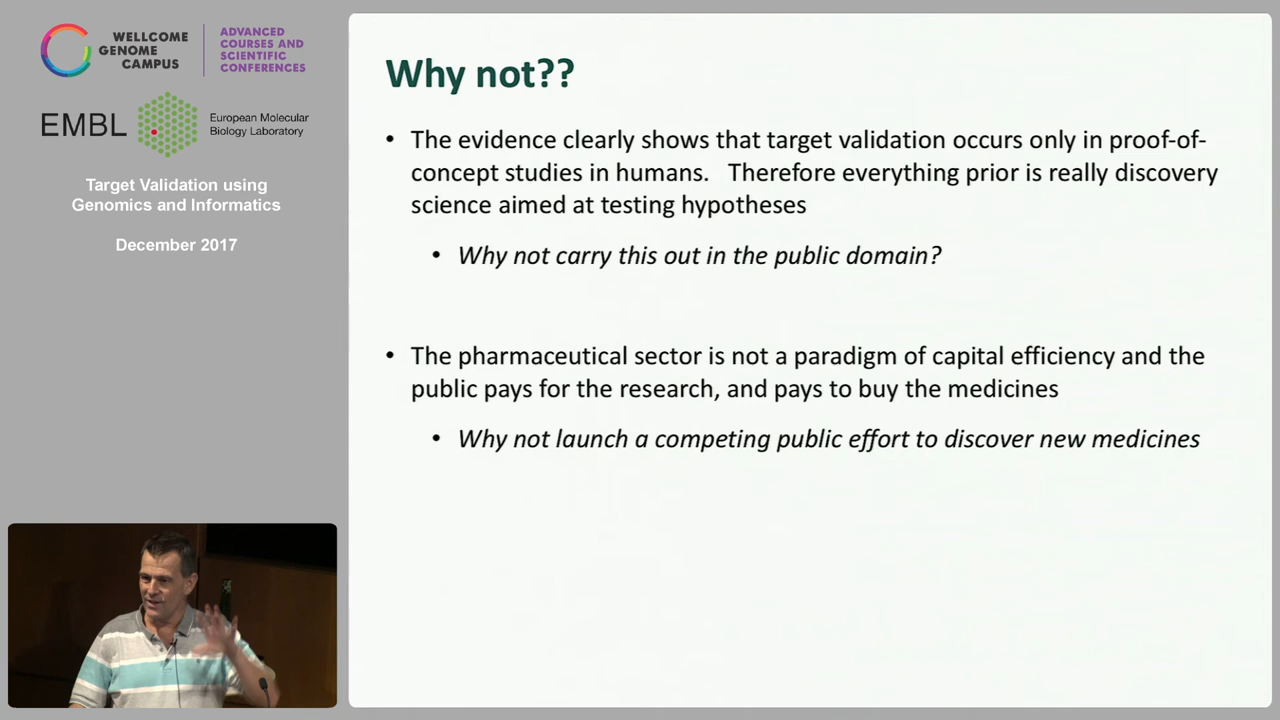 WELLCOME
GENOME
CAMPUS
ADVANCED
COURSES AND
SCIENTIFIC
CONFERENCES
EMBL
European Molecular
Biology Laboratory
Target Validation using
Genomics and Informatics
December 2017
Why not??
• The evidence clearly shows that target validation occurs only in proof-of-
concept studies in humans. Therefore everything prior is really discovery
science aimed at testing hypotheses
• Why not carry this out in the public domain?
• The pharmaceutical sector is not a paradigm of capital efficiency and the
public pays for the research, and pays to buy the medicines
• Why not launch a competing public effort to discover new medicines